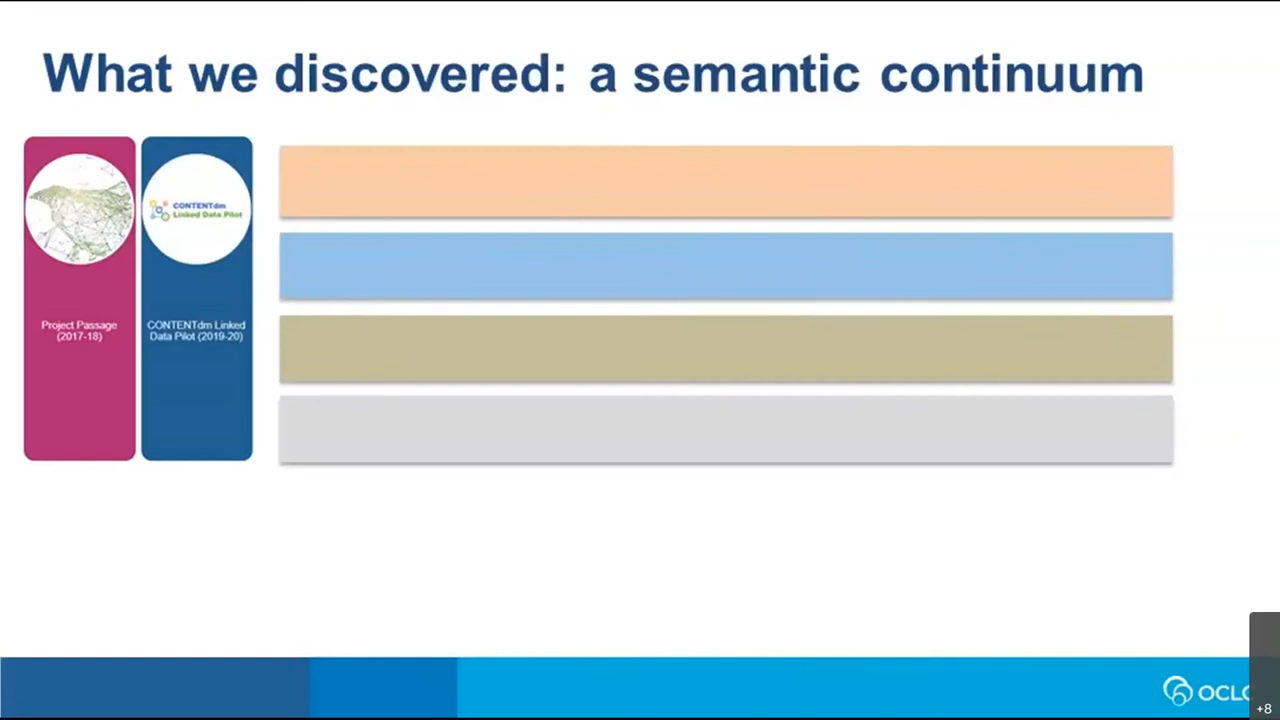 What we discovered: a semantic continuum
CONTENTdm
Linked Data Pilot
Project Passage
(2017-18)
CONTENTdm Linked
Data Pilot (2019-20)
OCLC
+8